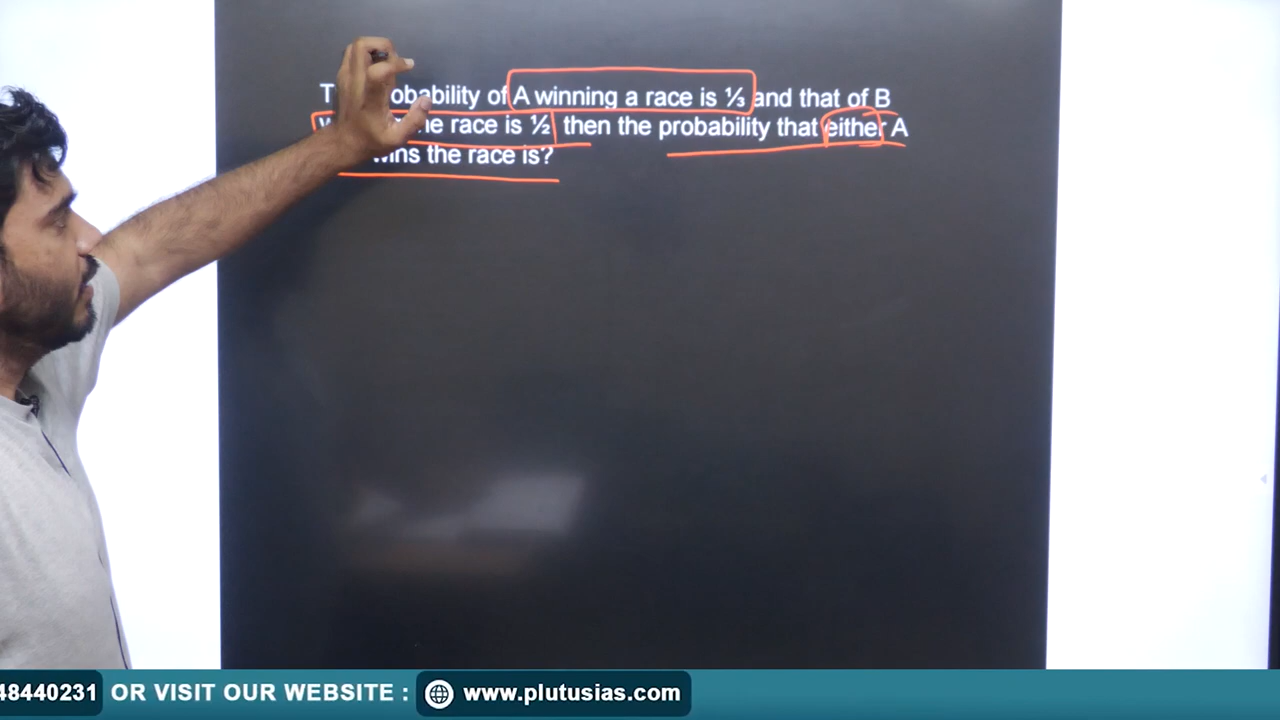 obability of A winning a race is ⅓ and that of B
he race is ½ then the probability that either A
wins the race is?
48440231 OR VISIT OUR WEBSITE : www.plutusias.com